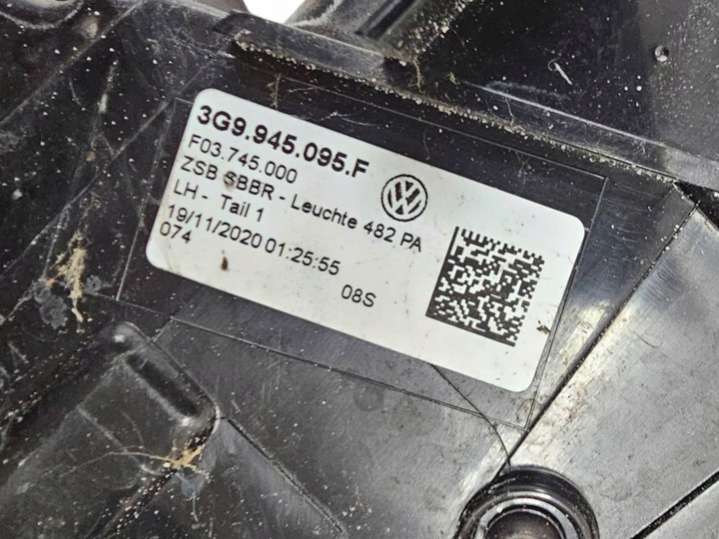 3G9.945.095.F
F03.745.000
ZSB SBBR - Leuchte 482 PA
LH - Tail 1
19/11/2020 01:25:55
074
08S